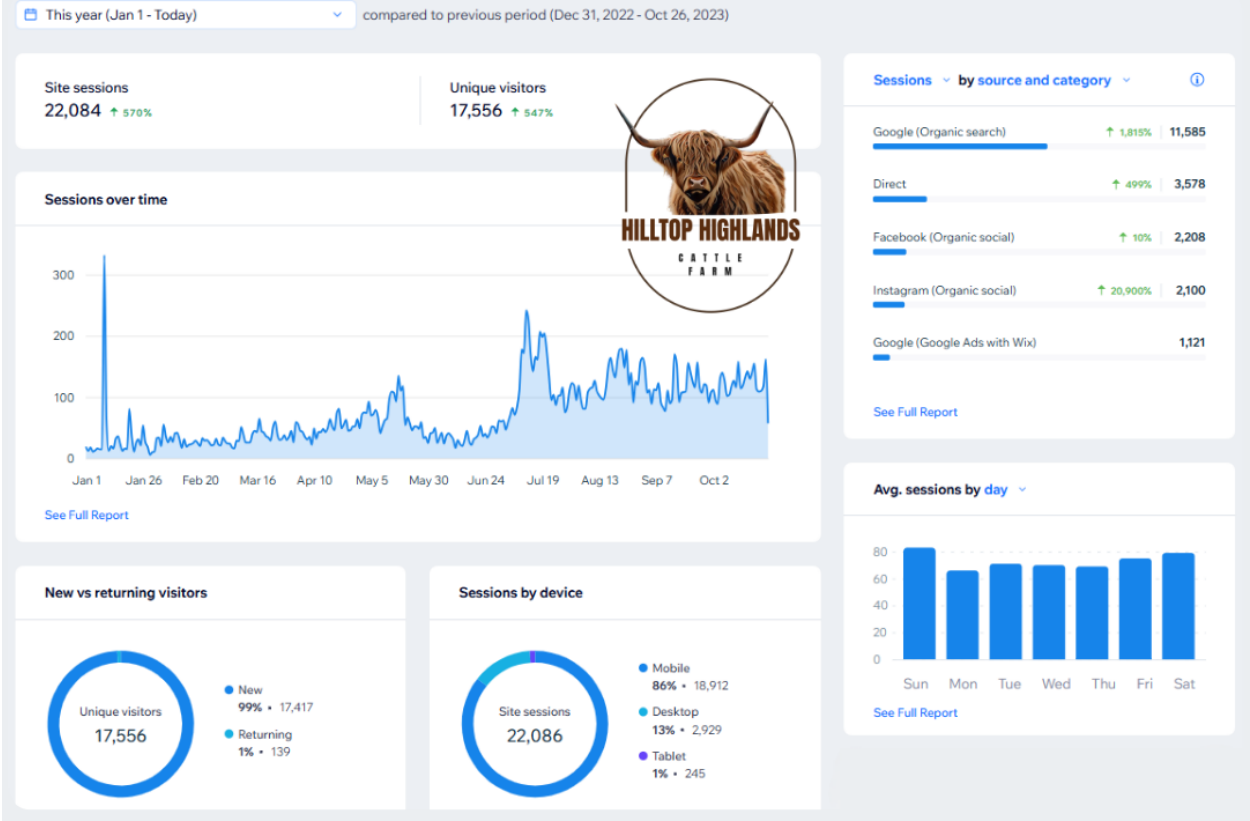 This year (Jan 1 - Today)
compared to previous period (Dec 31, 2022 - Oct 26, 2023)
Site sessions
22,084 ↑ 570%
Unique visitors
17,556 ↑ 547%
HILLTOP HIGHLANDS
CATTLE
FARM
Sessions over time
300
200
100
0
Jan 1 Jan 26 Feb 20 Mar 16 Apr 10 May 5 May 30 Jun 24 Jul 19 Aug 13 Sep 7 Oct 2
See Full Report
Sessions by source and category
Google (Organic search) ↑ 1,815% 11,585
Direct ↑ 499% 3,578
Facebook (Organic social) ↑ 10% 2,208
Instagram (Organic social) ↑ 20,900% 2,100
Google (Google Ads with Wix) 1,121
See Full Report
Avg. sessions by day
80
60
40
20
0
Sun Mon Tue Wed Thu Fri Sat
See Full Report
New vs returning visitors
Unique visitors
17,556
New
99% • 17,417
Returning
1% • 139
Sessions by device
Site sessions
22,086
Mobile
86% • 18,912
Desktop
13% • 2,929
Tablet
1% • 245